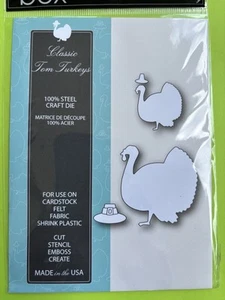 box
Classic
Tom Turkeys
100% STEEL
CRAFT DIE
MATRICE DE DÉCOUPE
100% ACIER
FOR USE ON
CARDSTOCK
FELT
FABRIC
SHRINK PLASTIC
CUT
STENCIL
EMBOSS
CREATE
MADE in the USA